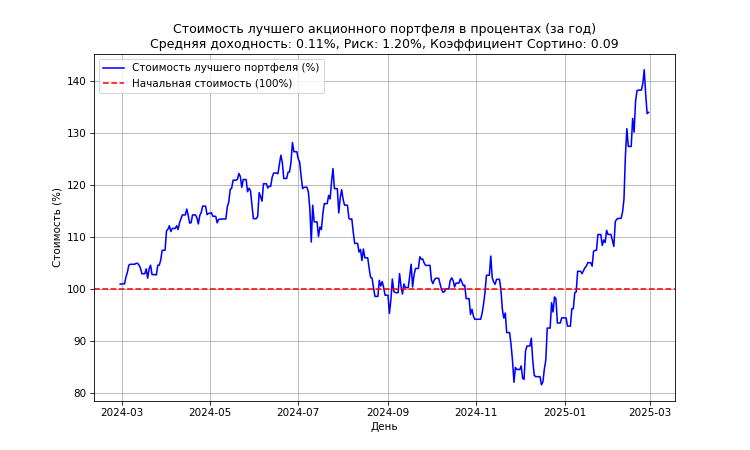 Стоимость лучшего акционного портфеля в процентах (за год)
Средняя доходность: 0.11%, Риск: 1.20%, Коэффициент Сортино: 0.09
Стоимость лучшего портфеля (%)
Начальная стоимость (100%)
Стоимость (%)
140
130
120
110
100
90
80
2024-03 2024-05 2024-07 2024-09 2024-11 2025-01 2025-03
День